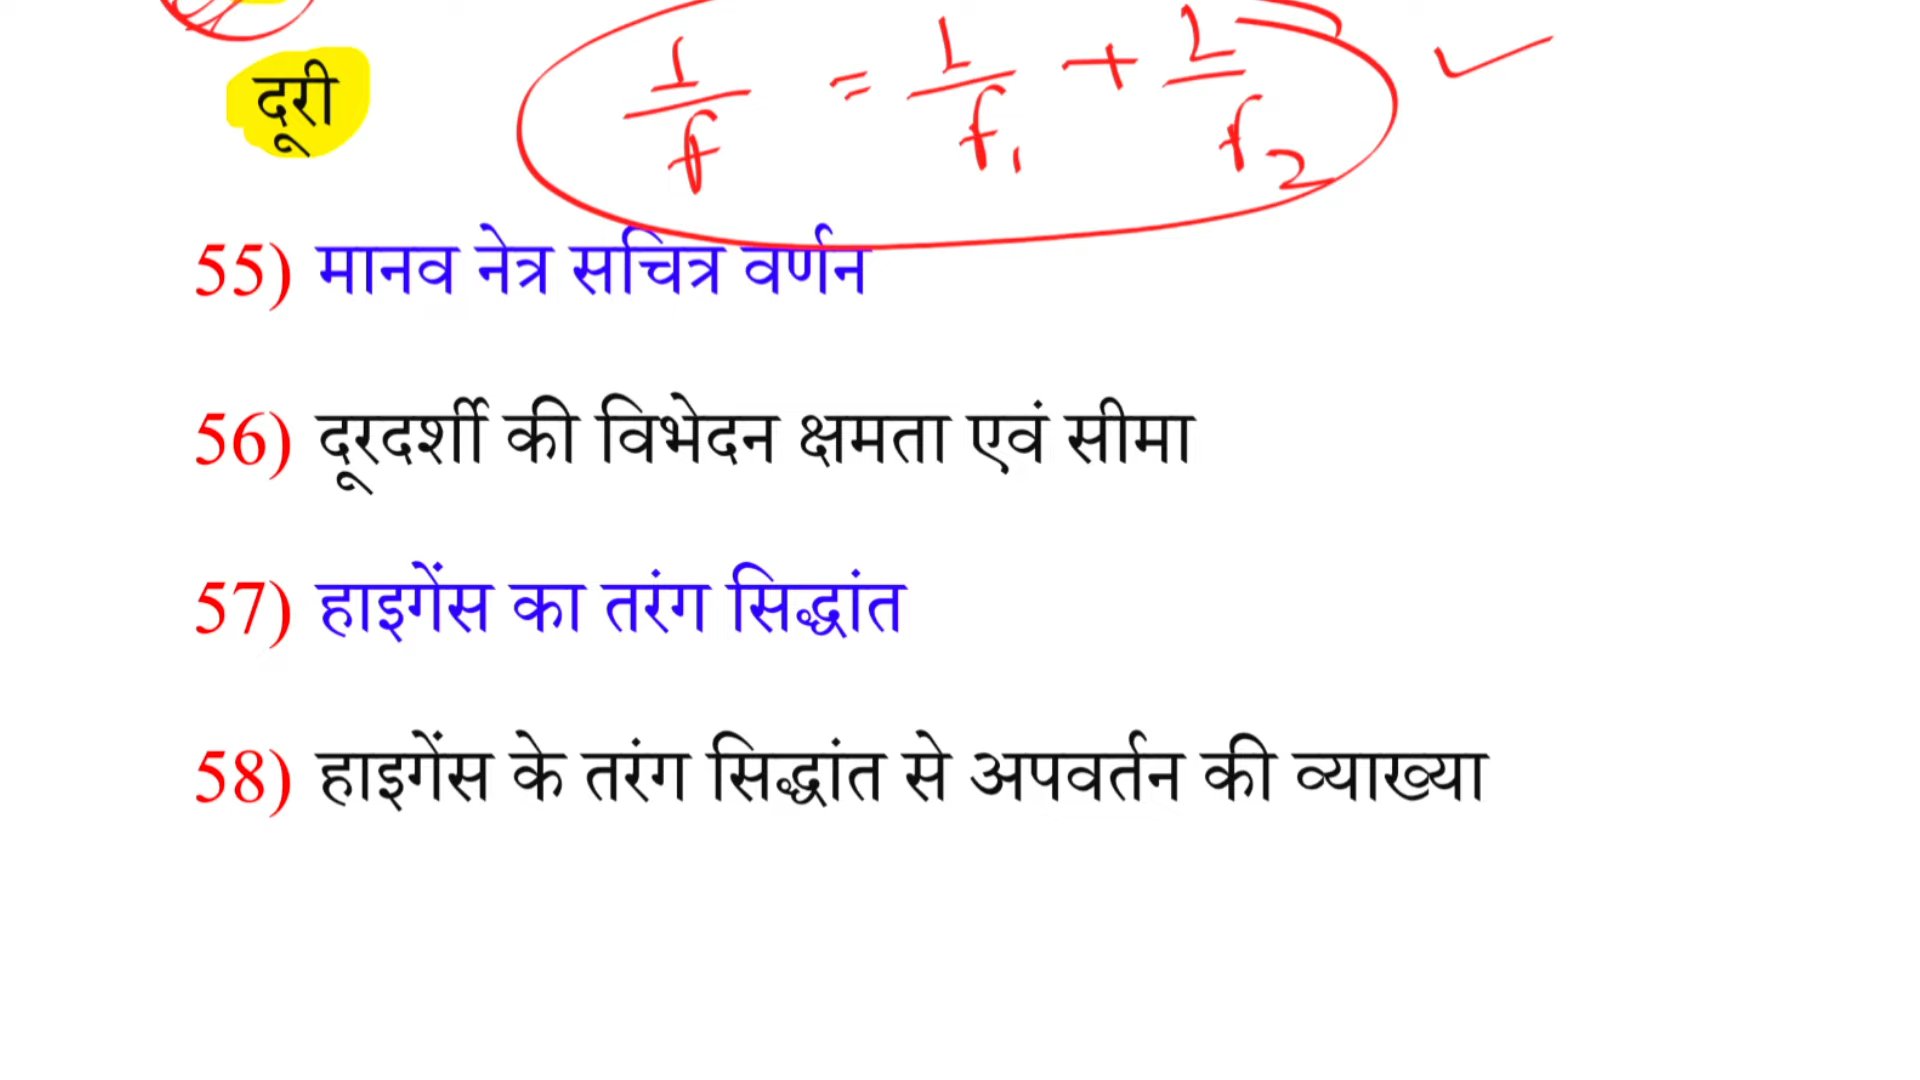 दूरी
1/f = 1/f₁ + 1/f₂
55) मानव नेत्र सचित्र वर्णन
56) दूरदर्शी की विभेदन क्षमता एवं सीमा
57) हाइगेंस का तरंग सिद्धांत
58) हाइगेंस के तरंग सिद्धांत से अपवर्तन की व्याख्या